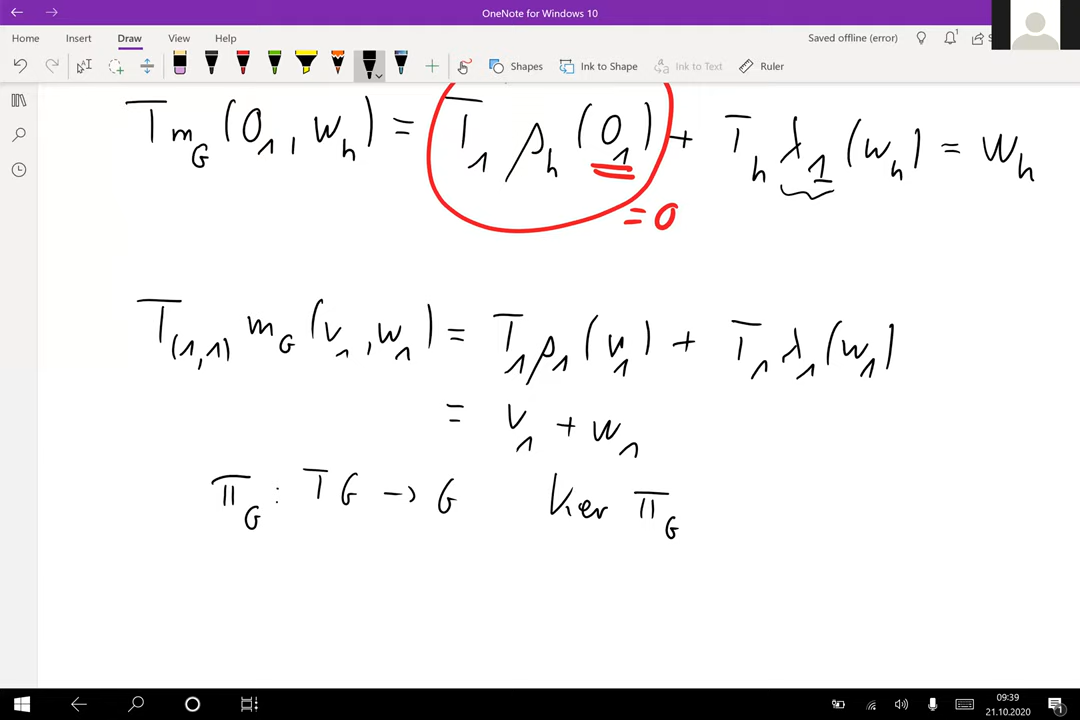 OneNote for Windows 10
Home Insert Draw View Help Saved offline (error)
Shapes Ink to Shape Ink to Text Ruler
T m_G (0_1, w_h) = T_1 ρ_h (0_1) + T_h λ_1 (w_h) = w_h
= 0
T_(1,1) m_G (v_1, w_1) = T_1 ρ_1 (v_1) + T_1 λ_1 (w_1)
= v_1 + w_1
π_G : TG → G ker π_G
09:39
21.10.2020